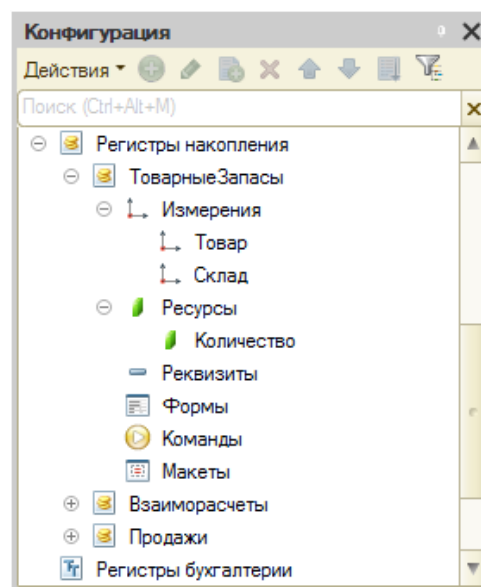 Конфигурация
Действия
Поиск (Ctrl+Alt+M)
Регистры накопления
ТоварныеЗапасы
Измерения
Товар
Склад
Ресурсы
Количество
Реквизиты
Формы
Команды
Макеты
Взаиморасчеты
Продажи
Регистры бухгалтерии